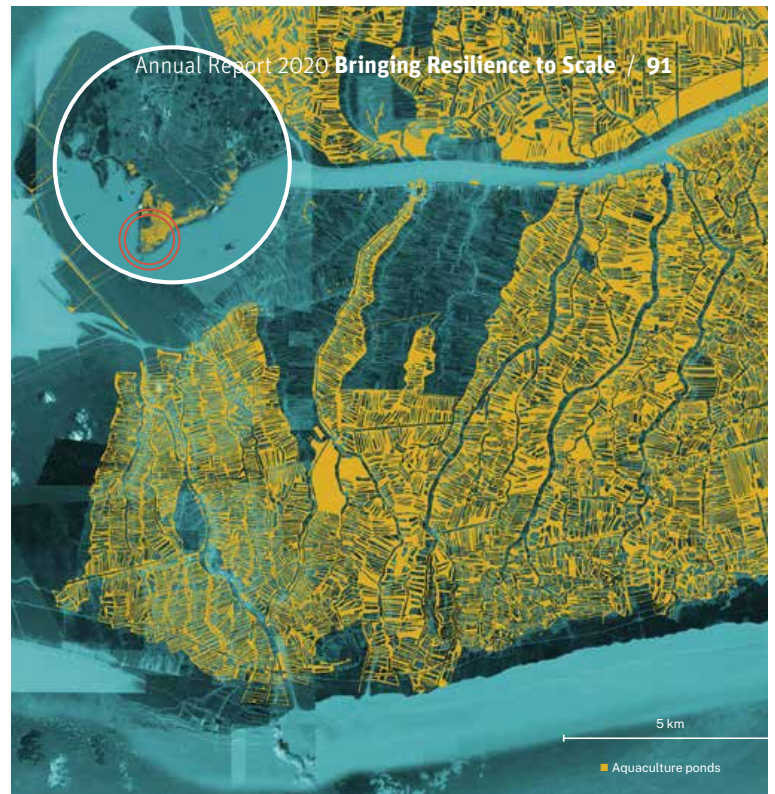 Annual Report 2020 Bringing Resilience to Scale / 91
5 km
Aquaculture ponds